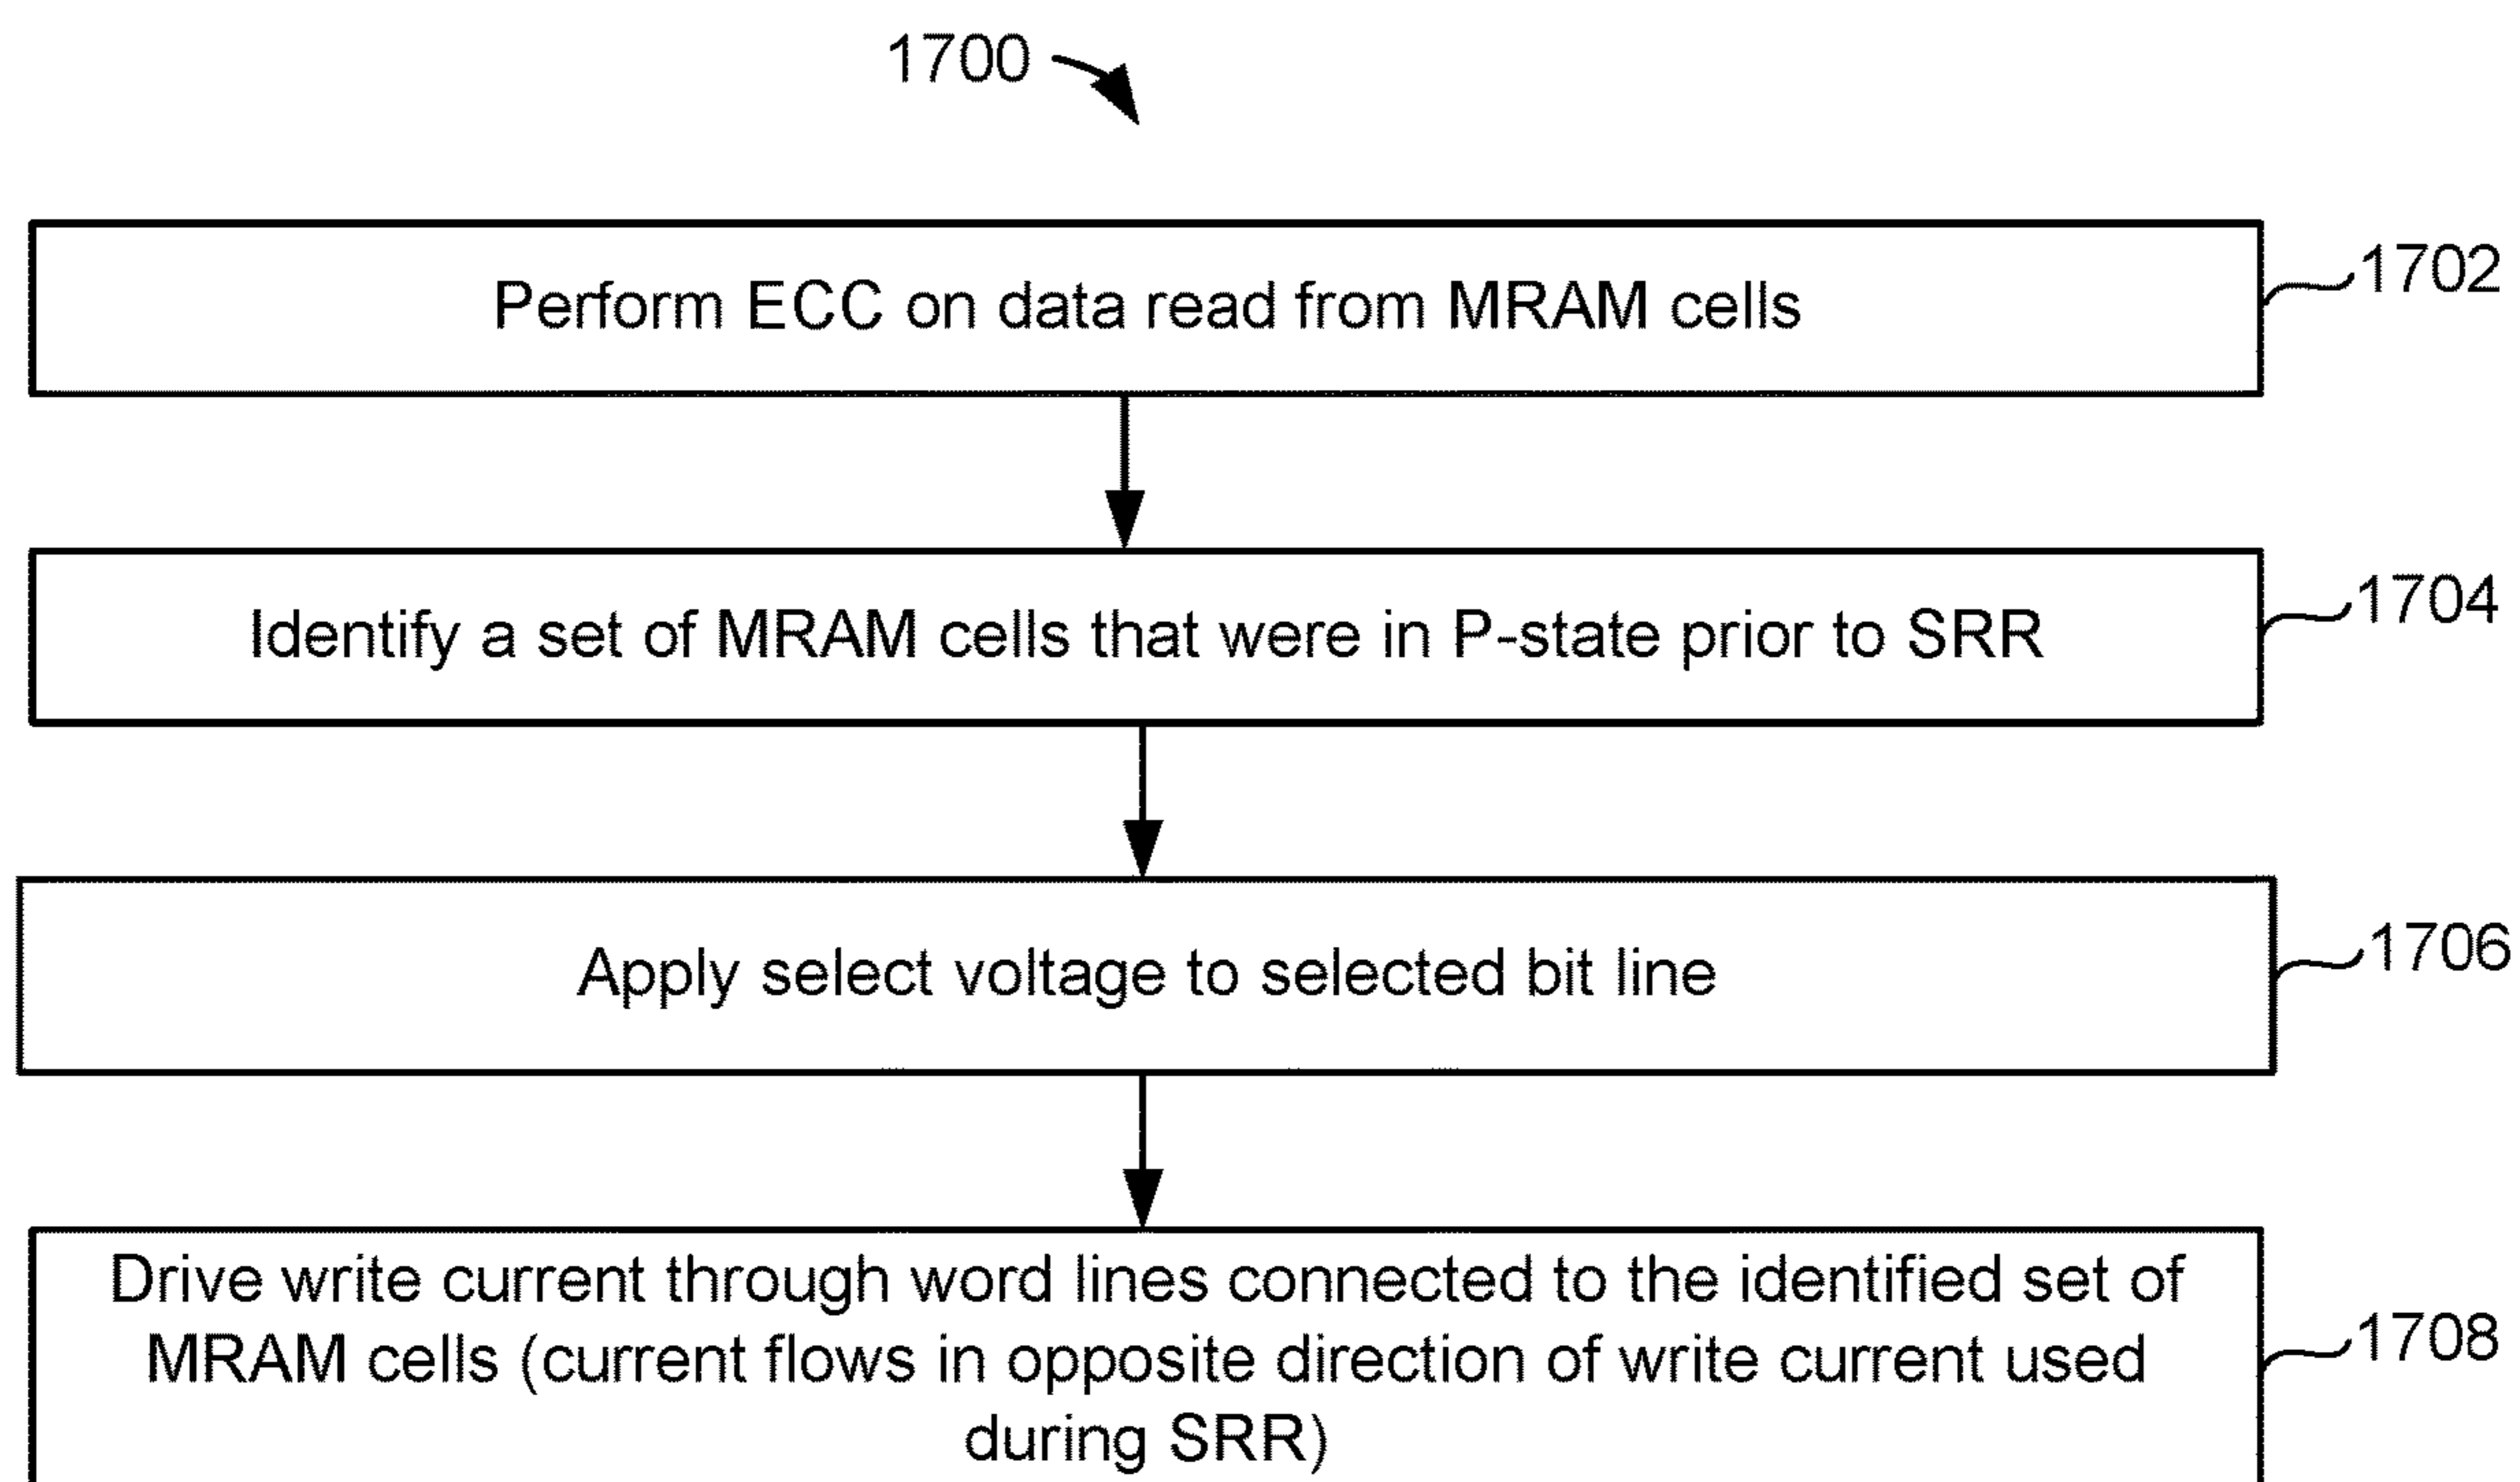 1700
Perform ECC on data read from MRAM cells
1702
Identify a set of MRAM cells that were in P-state prior to SRR
1704
Apply select voltage to selected bit line
1706
Drive write current through word lines connected to the identified set of
MRAM cells (current flows in opposite direction of write current used
during SRR)
1708